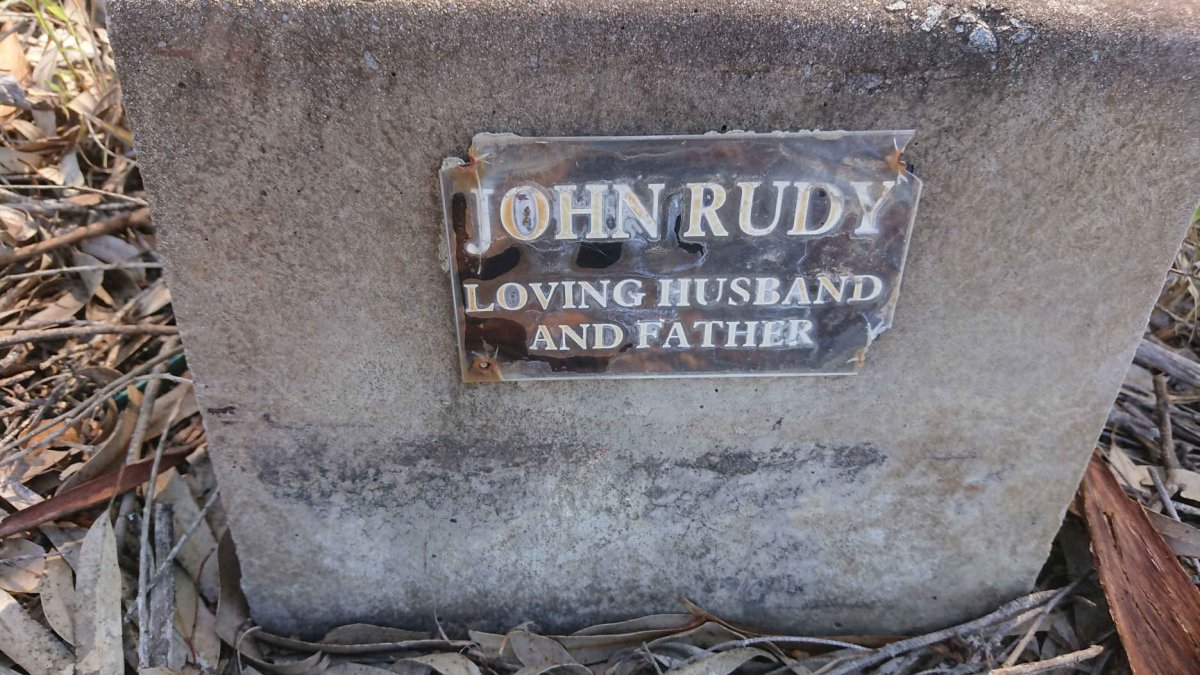 JOHN RUDY
LOVING HUSBAND
AND FATHER